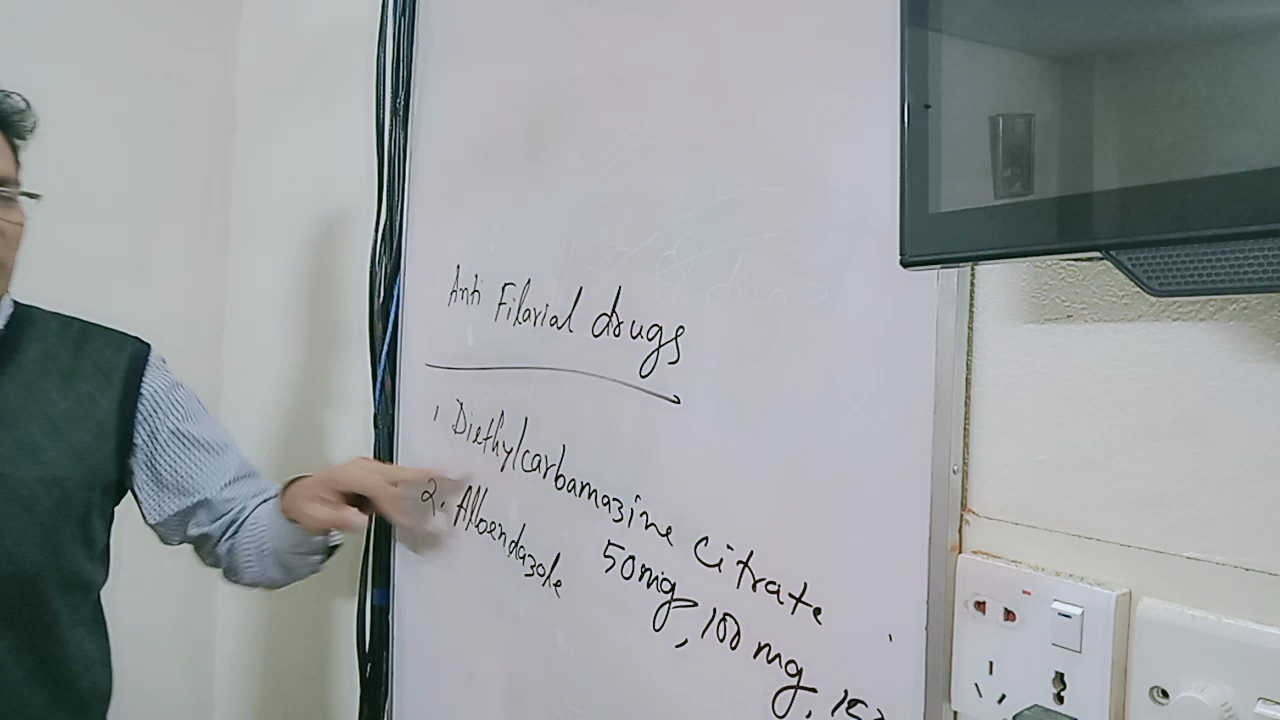 Anti Filarial drugs
1 Diethylcarbamazine Citrate
50mg, 100 mg,
2. Albendazole